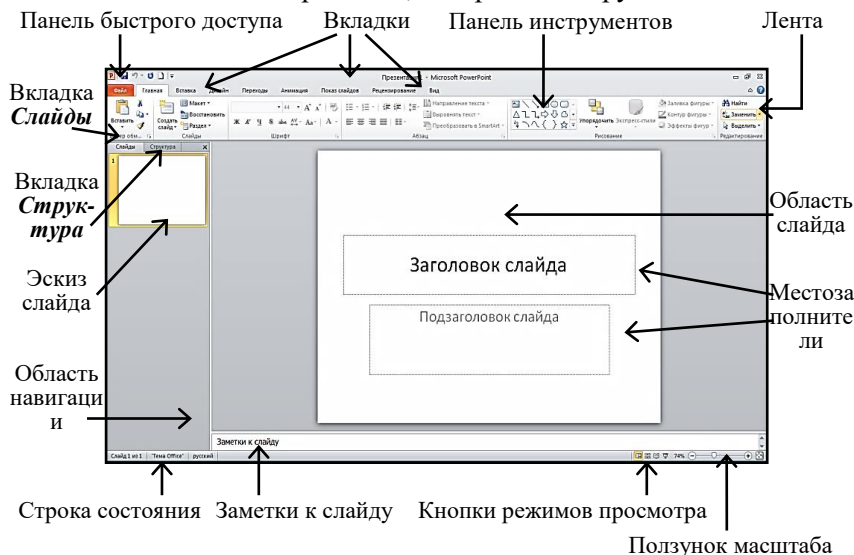 Панель быстрого доступа Вкладки Панель инструментов Лента
Презентация1 - Microsoft PowerPoint
Файл Главная Вставка Дизайн Переходы Анимация Показ слайдов Рецензирование Вид
Вставить
Создать слайд
Макет
Восстановить
Раздел
Направление текста
Выровнять текст
Преобразовать в SmartArt
Упорядочить Экспресс-стили
Заливка фигуры
Контур фигуры
Эффекты фигур
Найти
Заменить
Выделить
Слайды Шрифт Абзац Рисование Редактирование
Вкладка
Слайды
Слайды Структура
1
Вкладка
Струк-
тура
Эскиз
слайда
Область
навигаци
и
Заголовок слайда
Подзаголовок слайда
Область
слайда
Местоза
полните
ли
Заметки к слайду
Слайд 1 из 1 "Тема Office" русский 74%
Строка состояния Заметки к слайду Кнопки режимов просмотра
Ползунок масштаба